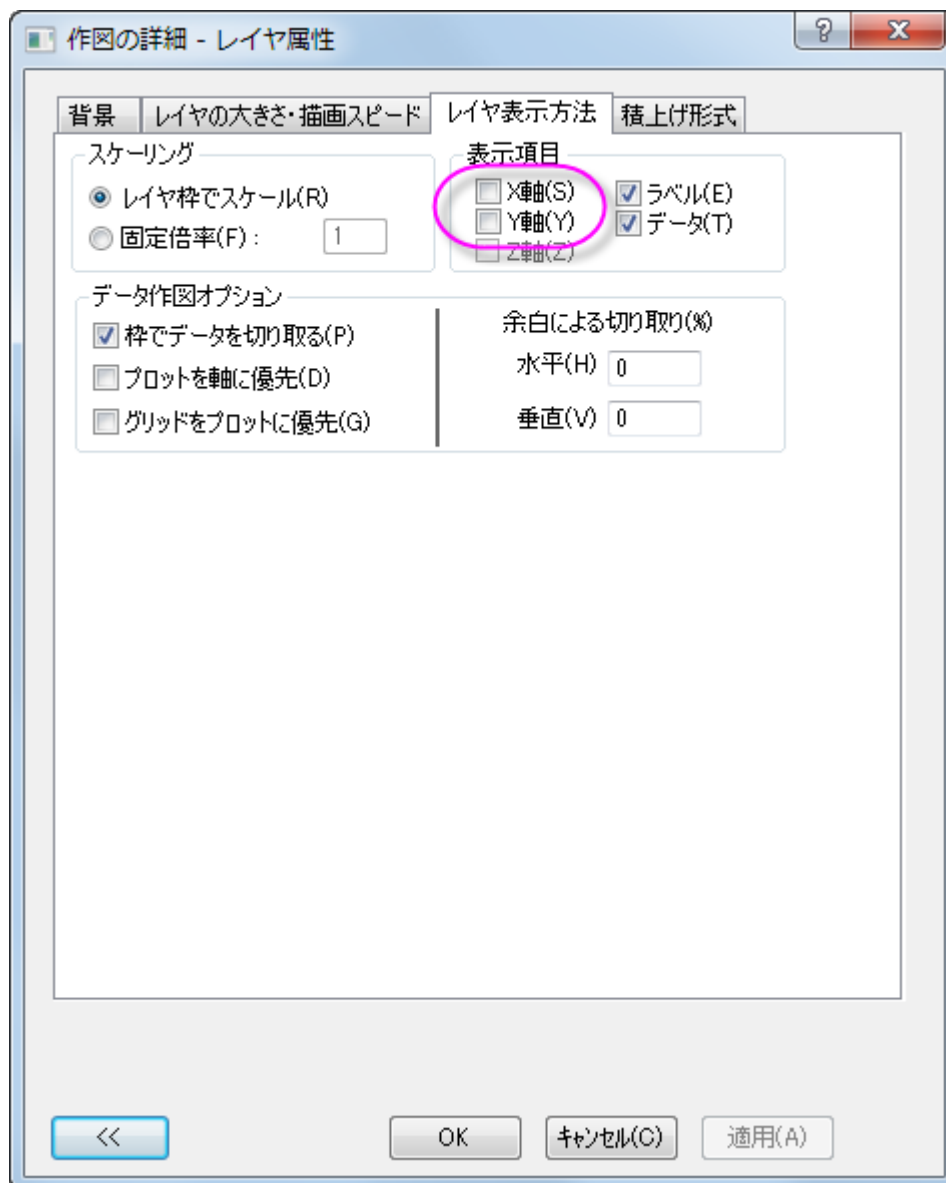 作図の詳細 - レイヤ属性
背景 レイヤの大きさ・描画スピード レイヤ表示方法 積上げ形式
スケーリング
レイヤ枠でスケール(R)
固定倍率(F) : 1
表示項目
X軸(S) ラベル(E)
Y軸(Y) データ(T)
Z軸(Z)
データ作図オプション
枠でデータを切り取る(P)
プロットを軸に優先(D)
グリッドをプロットに優先(G)
余白による切り取り(%)
水平(H) 0
垂直(V) 0
<< OK キャンセル(C) 適用(A)